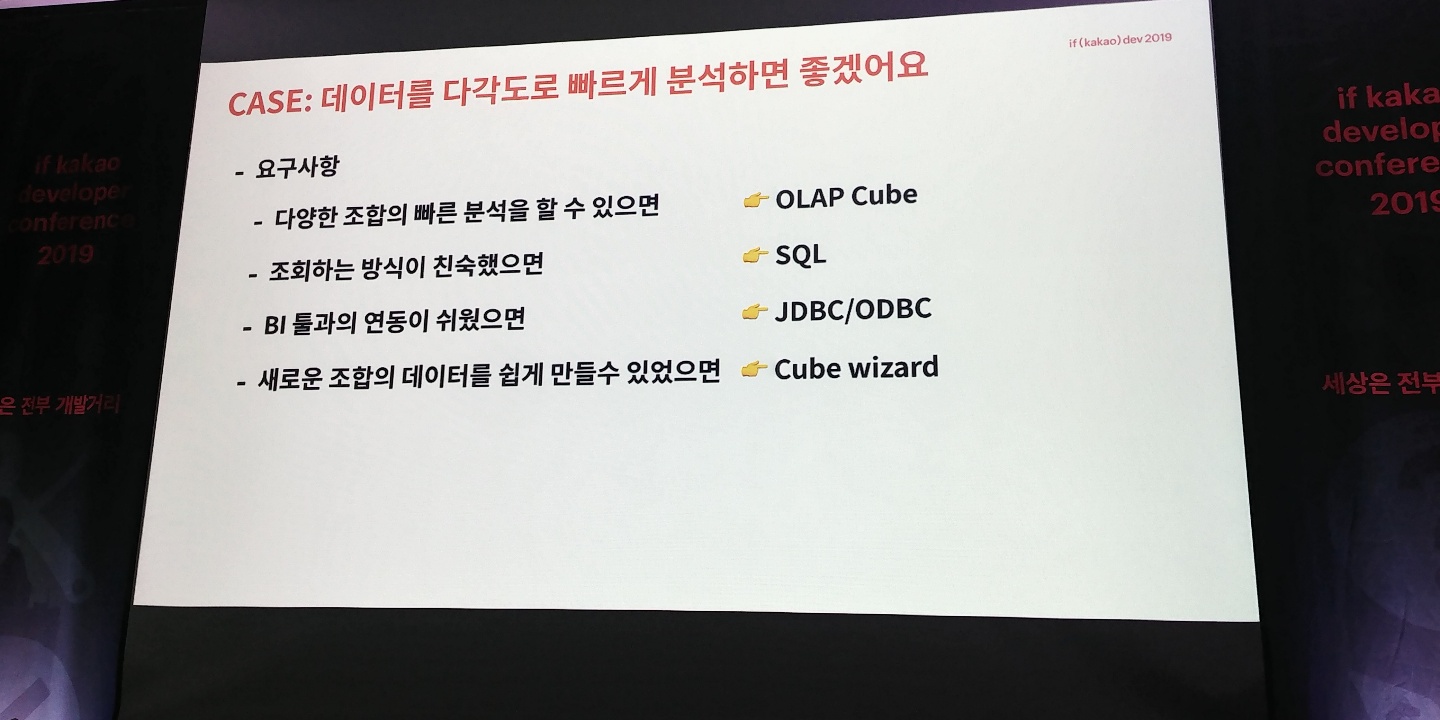 if(kakao)dev2019
CASE: 데이터를 다각도로 빠르게 분석하면 좋겠어요
- 요구사항
- 다양한 조합의 빠른 분석을 할 수 있으면 👉 OLAP Cube
- 조회하는 방식이 친숙했으면 👉 SQL
- BI 툴과의 연동이 쉬웠으면 👉 JDBC/ODBC
- 새로운 조합의 데이터를 쉽게 만들수 있었으면 👉 Cube wizard
if kakao
developer
conference
2019
은 전부 개발거리
if kaka
develop
confere
2019
세상은 전부